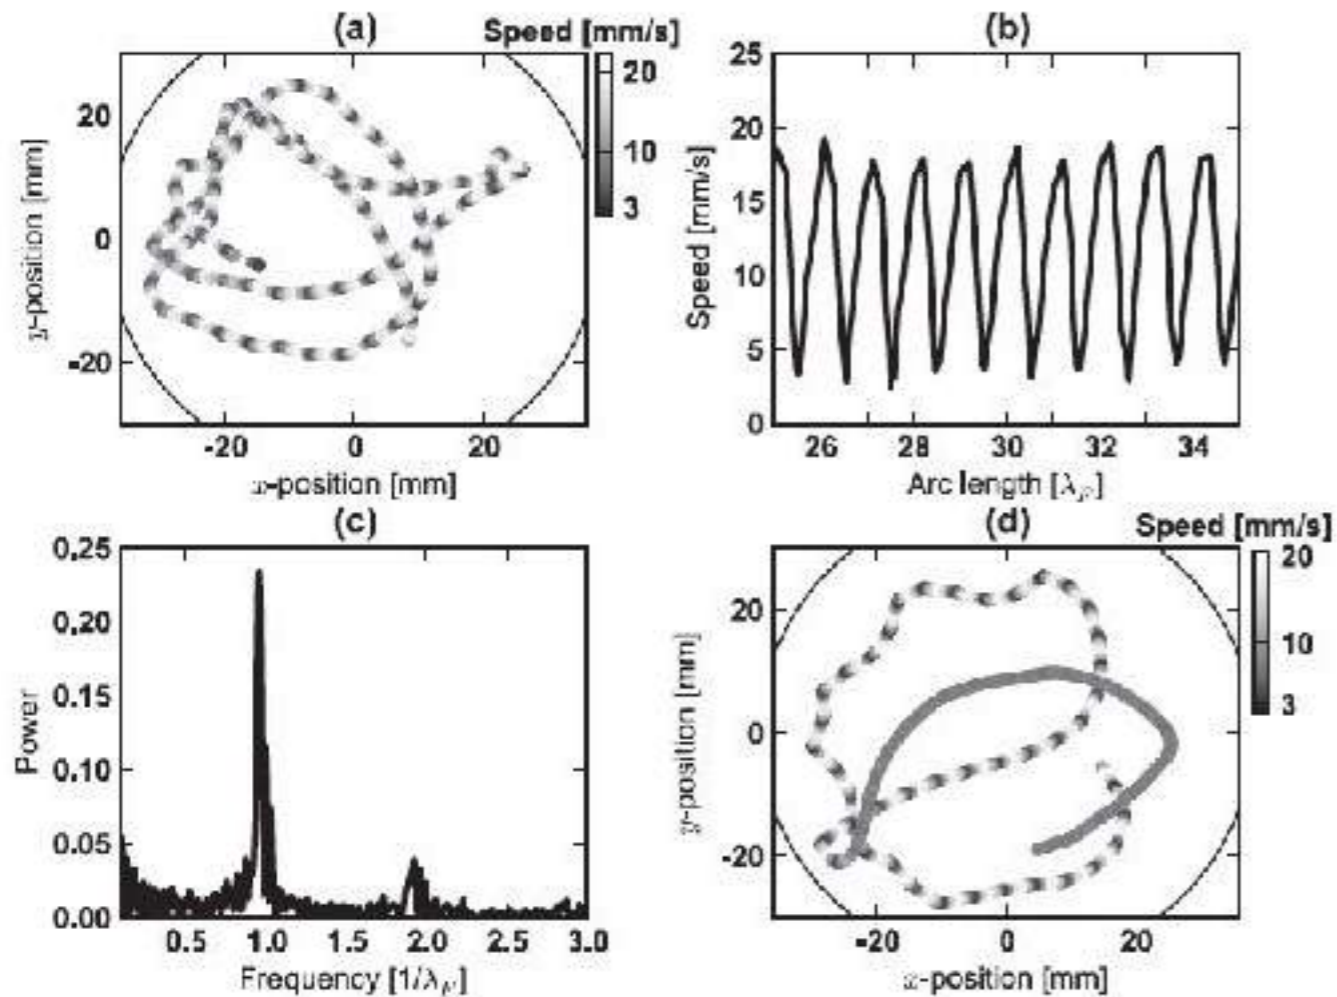 (a)
Speed [mm/s]
20
10
3
20
0
-20
y-position [mm]
-20 0 20
x-position [mm]
(b)
25
20
15
10
5
0
Speed [mm/s]
26 28 30 32 34
Arc length [λF]
(c)
0.25
0.20
0.15
0.10
0.05
0.00
Power
0.5 1.0 1.5 2.0 2.5 3.0
Frequency [1/λF]
(d)
Speed [mm/s]
20
10
3
20
0
-20
y-position [mm]
-20 0 20
x-position [mm]